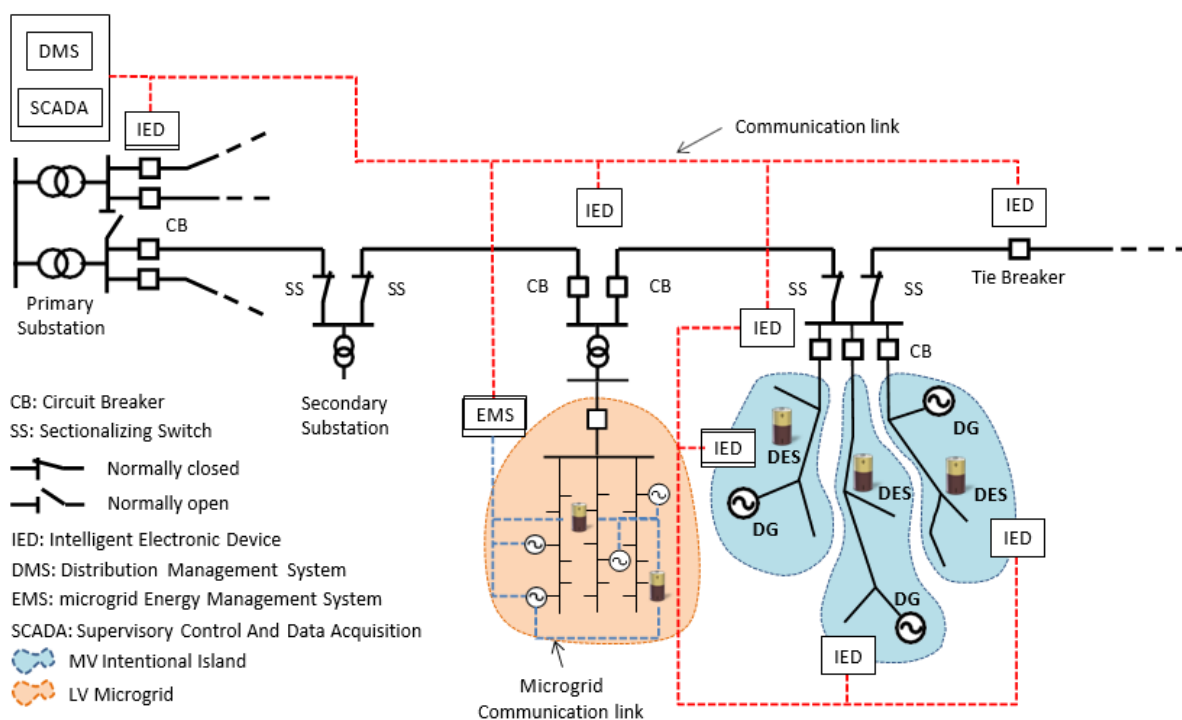 DMS
SCADA
IED
Communication link
IED
IED
CB
Primary
Substation
SS
SS
CB
CB
SS
SS
Tie Breaker
IED
CB
CB: Circuit Breaker
SS: Sectionalizing Switch
Normally closed
Normally open
IED: Intelligent Electronic Device
DMS: Distribution Management System
EMS: microgrid Energy Management System
SCADA: Supervisory Control And Data Acquisition
MV Intentional Island
LV Microgrid
Secondary
Substation
EMS
IED
DES
DG
DES
DG
DG
DES
IED
IED
Microgrid
Communication link